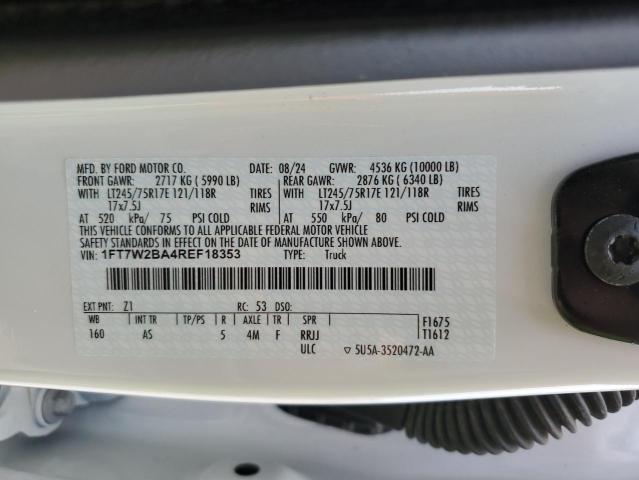 MFD. BY FORD MOTOR CO. DATE: 08/24 GVWR: 4536 KG (10000 LB)
FRONT GAWR: 2717 KG ( 5990 LB) REAR GAWR: 2876 KG ( 6340 LB)
WITH LT245/75R17E 121/118R TIRES WITH LT245/75R17E 121/118R TIRES
17x7.5J RIMS 17x7.5J RIMS
AT 520 kPa/ 75 PSI COLD AT 550 kPa/ 80 PSI COLD
THIS VEHICLE CONFORMS TO ALL APPLICABLE FEDERAL MOTOR VEHICLE
SAFETY STANDARDS IN EFFECT ON THE DATE OF MANUFACTURE SHOWN ABOVE.
VIN: 1FT7W2BA4REF18353 TYPE: Truck
EXT PNT: Z1 RC: 53 DSO:
WB INT TR TP/PS R AXLE TR SPR F1675
160 AS 5 4M F RRJJ T1612
ULC ▽ 5U5A-3520472-AA